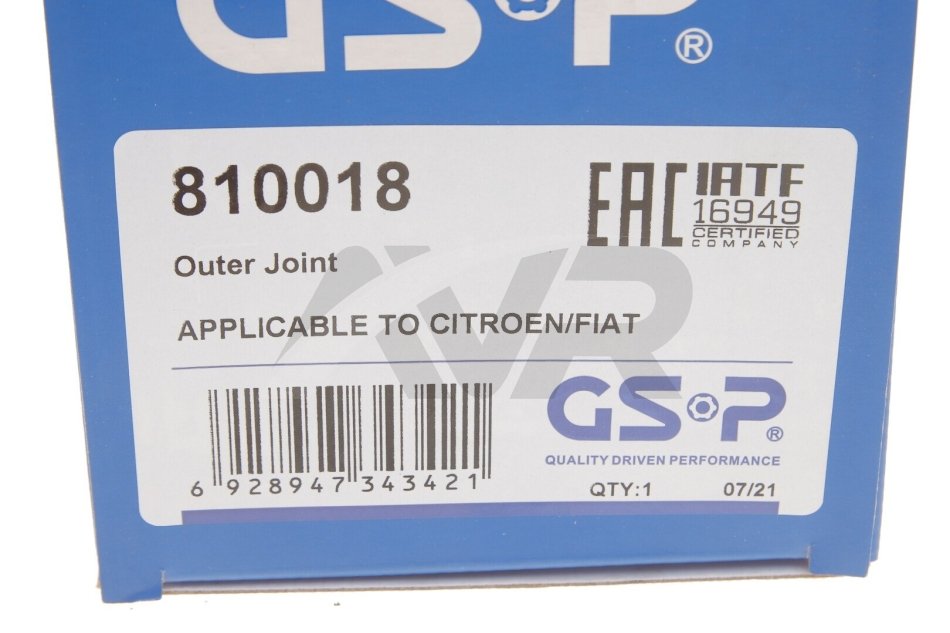 GSP®
810018
EAC
IATF
16949
CERTIFIED
COMPANY
Outer Joint
VR
APPLICABLE TO CITROEN/FIAT
GSP®
QUALITY DRIVEN PERFORMANCE
6 928947 343421
QTY:1 07/21